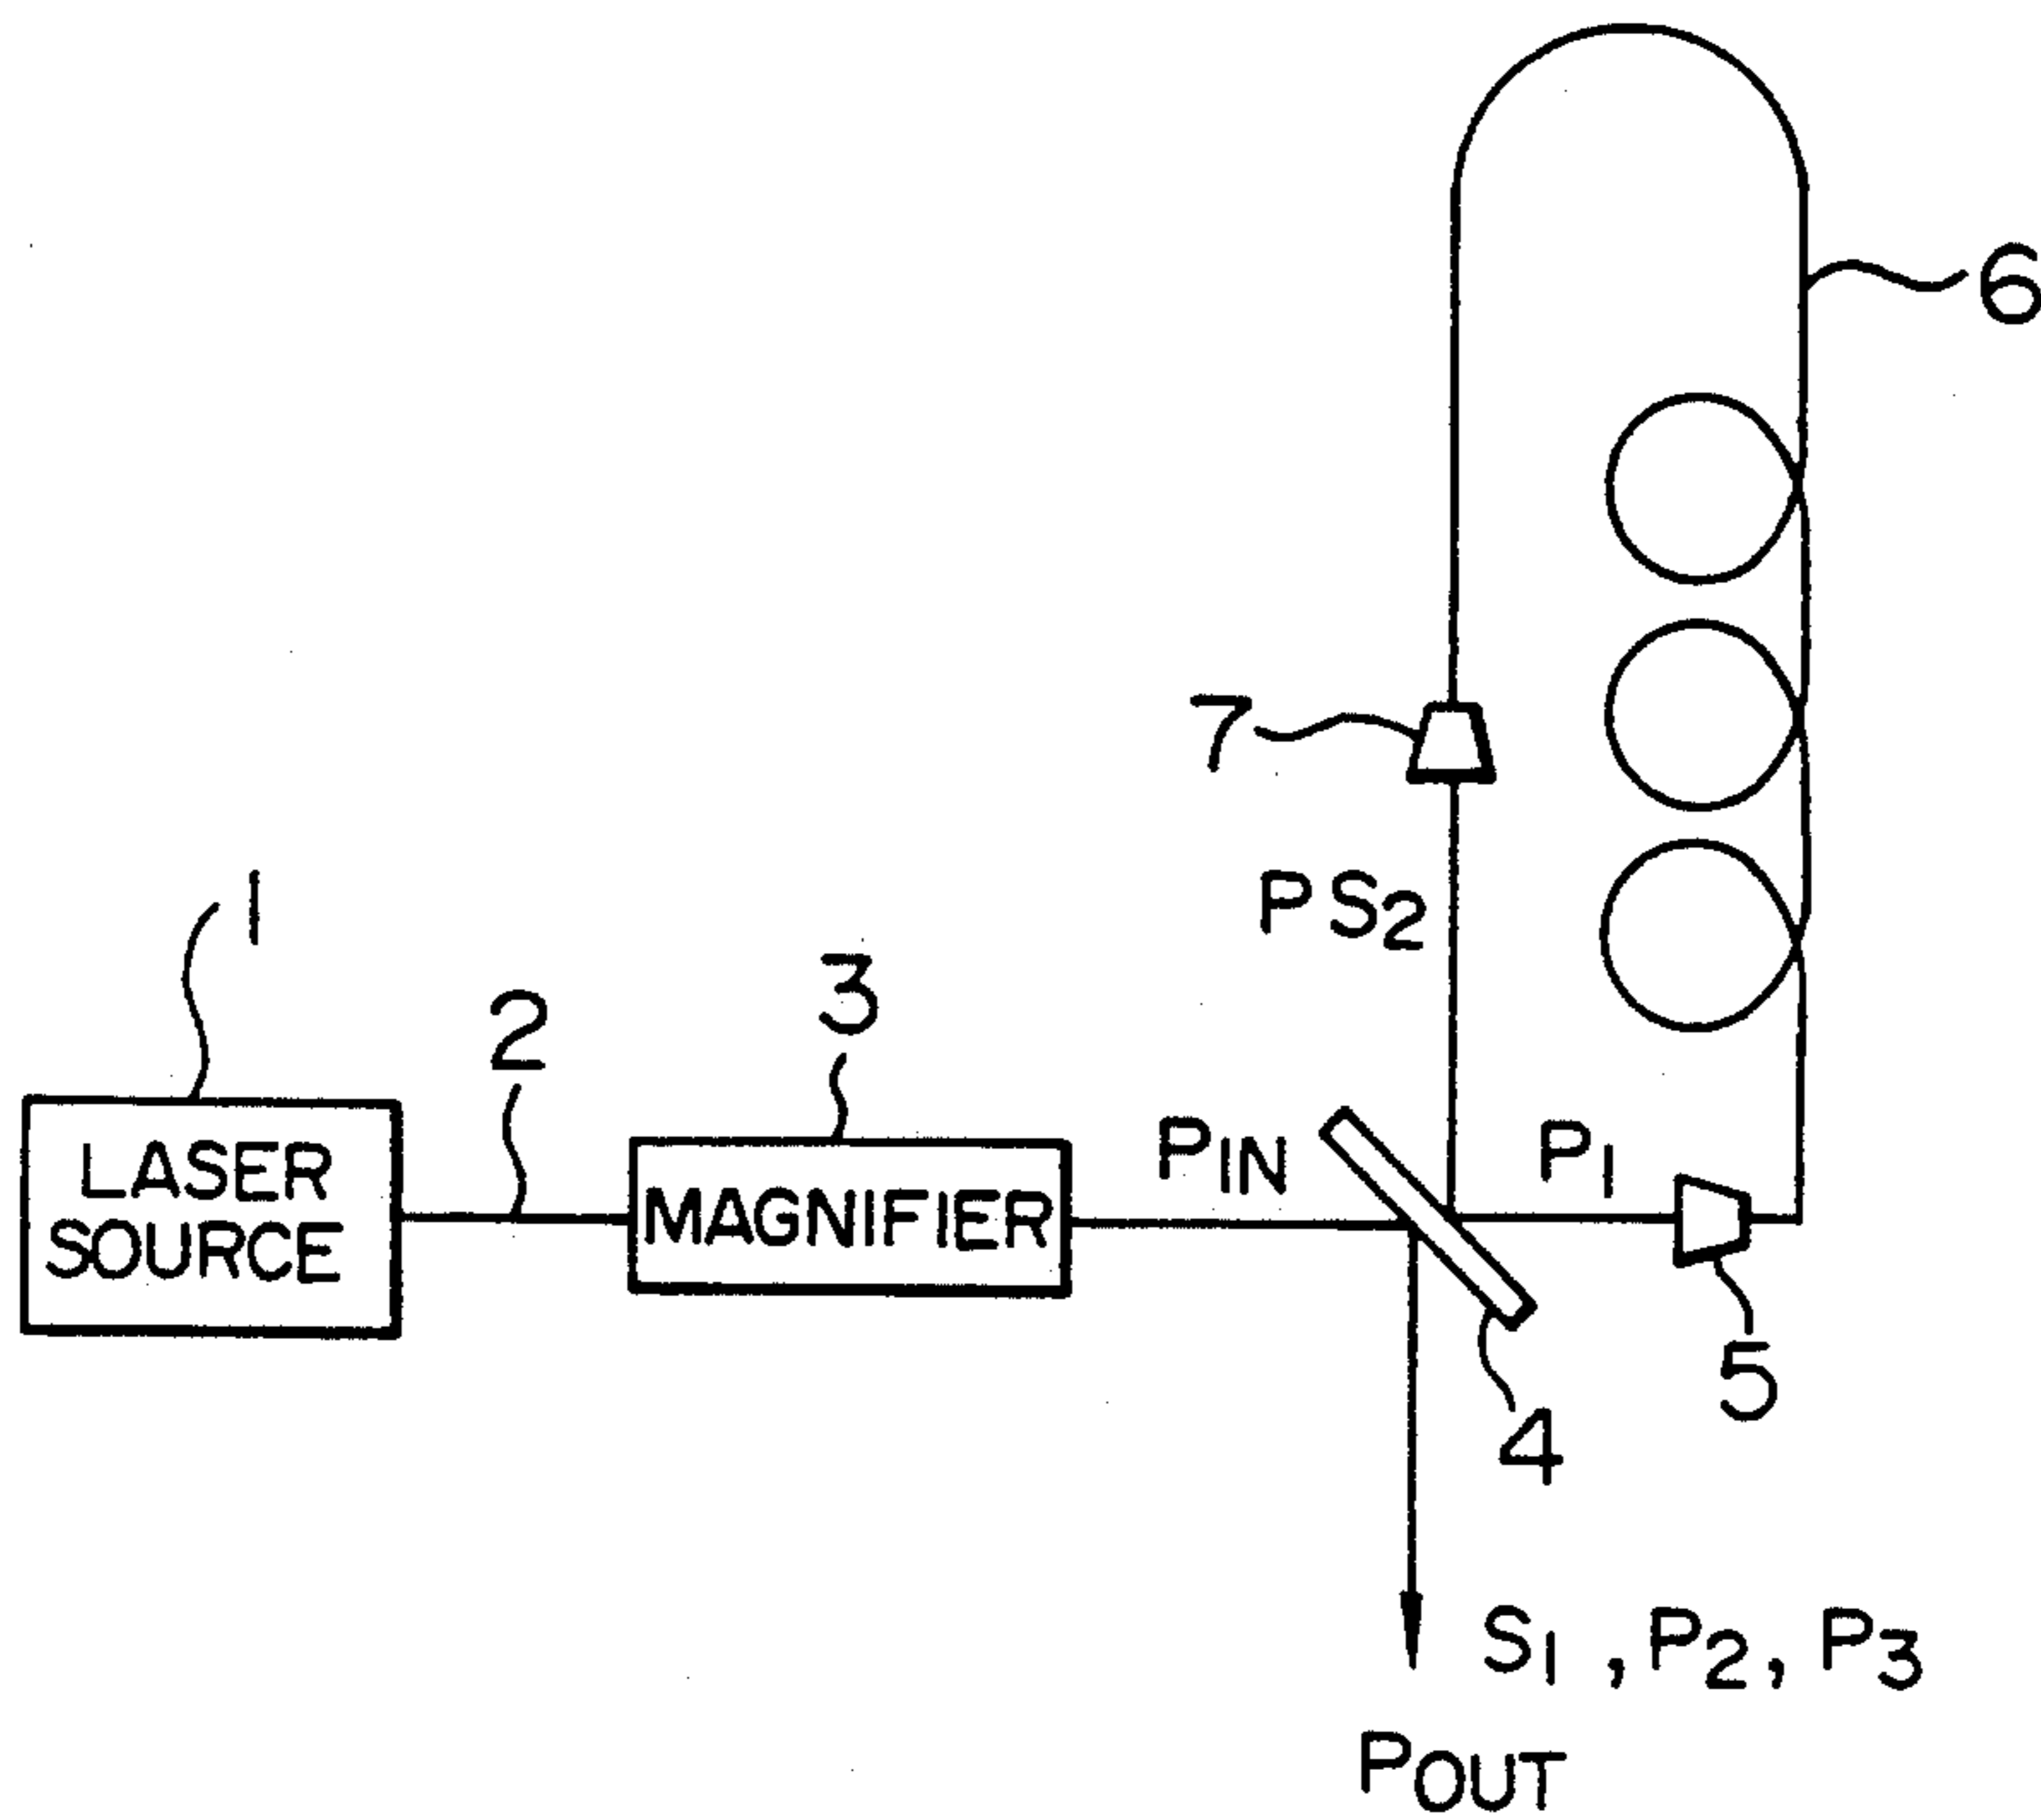 6
7
PS2
1
2
3
LASER
SOURCE
MAGNIFIER
PIN
P1
5
4
S1 , P2, P3
POUT